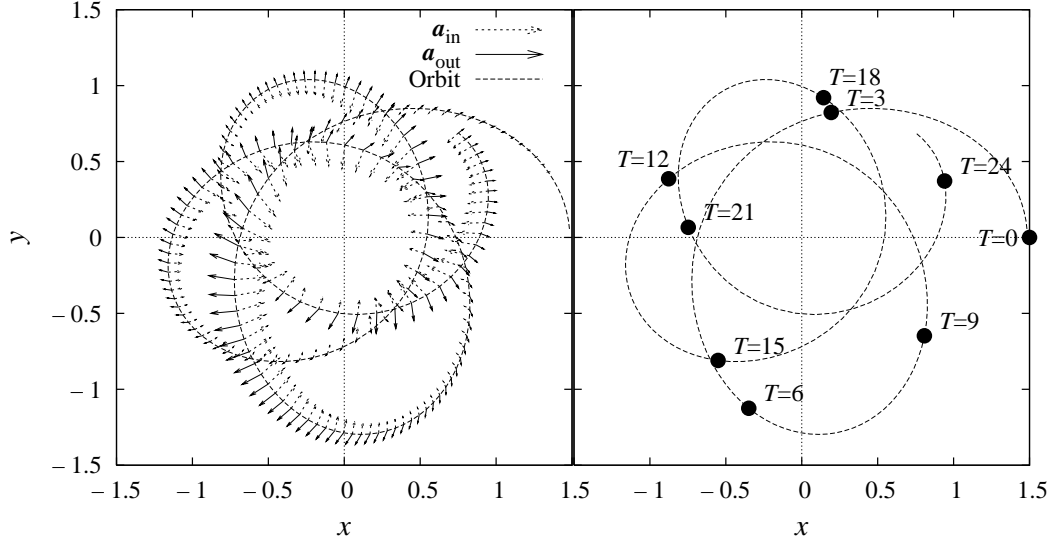 1.5
1
0.5
0
– 0.5
– 1
– 1.5
y
a_in
a_out
Orbit
– 1.5
– 1
– 0.5
0
0.5
1
1.5
x
T=18
T=3
T=12
T=24
T=21
T=0
T=9
T=15
T=6
– 1
– 0.5
0
0.5
1
1.5
x